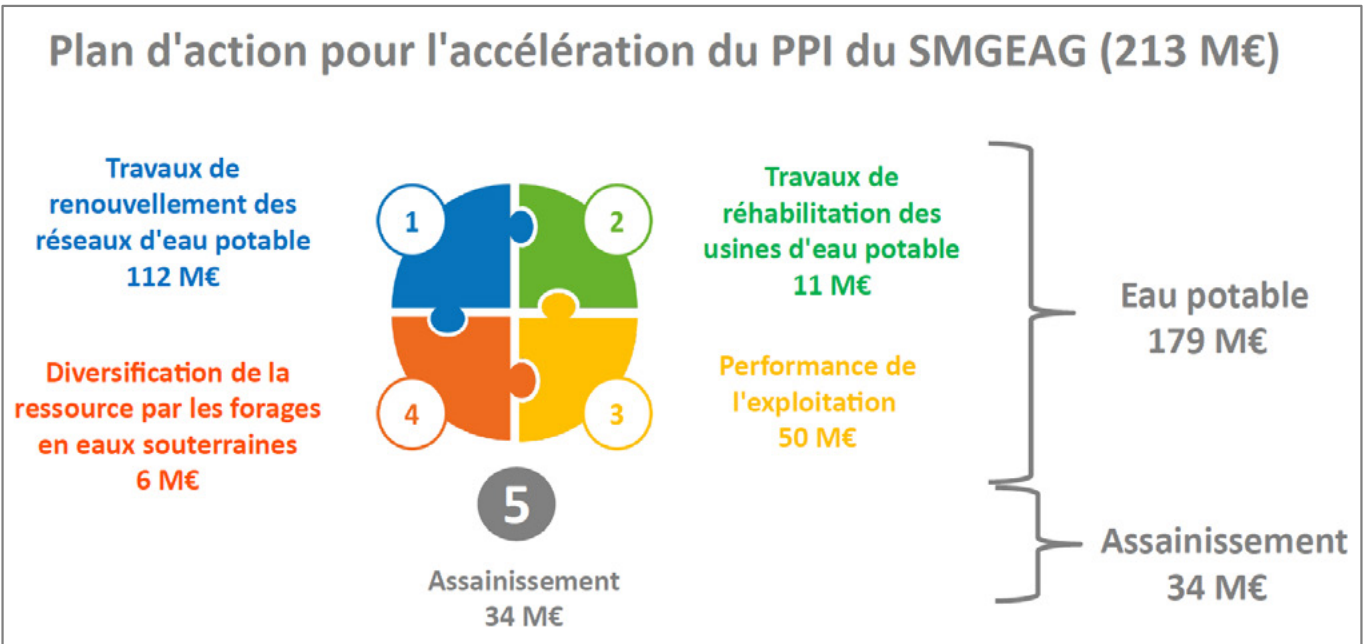 Plan d'action pour l'accélération du PPI du SMGEAG (213 M€)
Travaux de
renouvellement des
réseaux d'eau potable
112 M€
1
2
Travaux de
réhabilitation des
usines d'eau potable
11 M€
Diversification de la
ressource par les forages
en eaux souterraines
6 M€
4
3
Performance de
l'exploitation
50 M€
5
Assainissement
34 M€
Eau potable
179 M€
Assainissement
34 M€